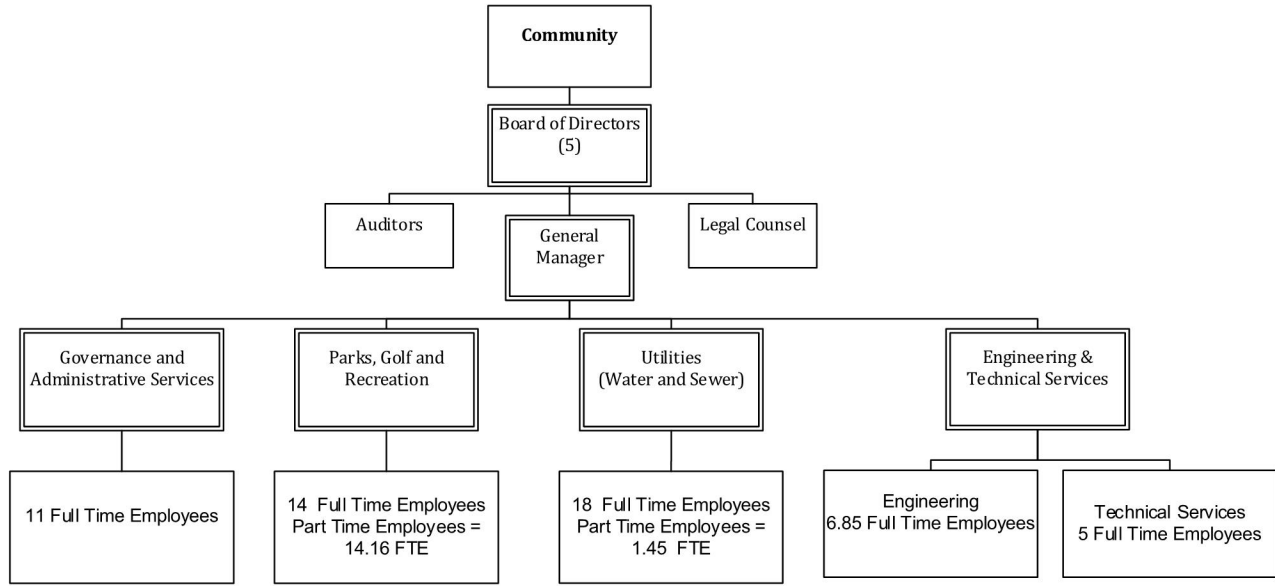 Community
Board of Directors
(5)
Auditors
General
Manager
Legal Counsel
Governance and
Administrative Services
Parks, Golf and
Recreation
Utilities
(Water and Sewer)
Engineering &
Technical Services
11 Full Time Employees
14 Full Time Employees
Part Time Employees =
14.16 FTE
18 Full Time Employees
Part Time Employees =
1.45 FTE
Engineering
6.85 Full Time Employees
Technical Services
5 Full Time Employees